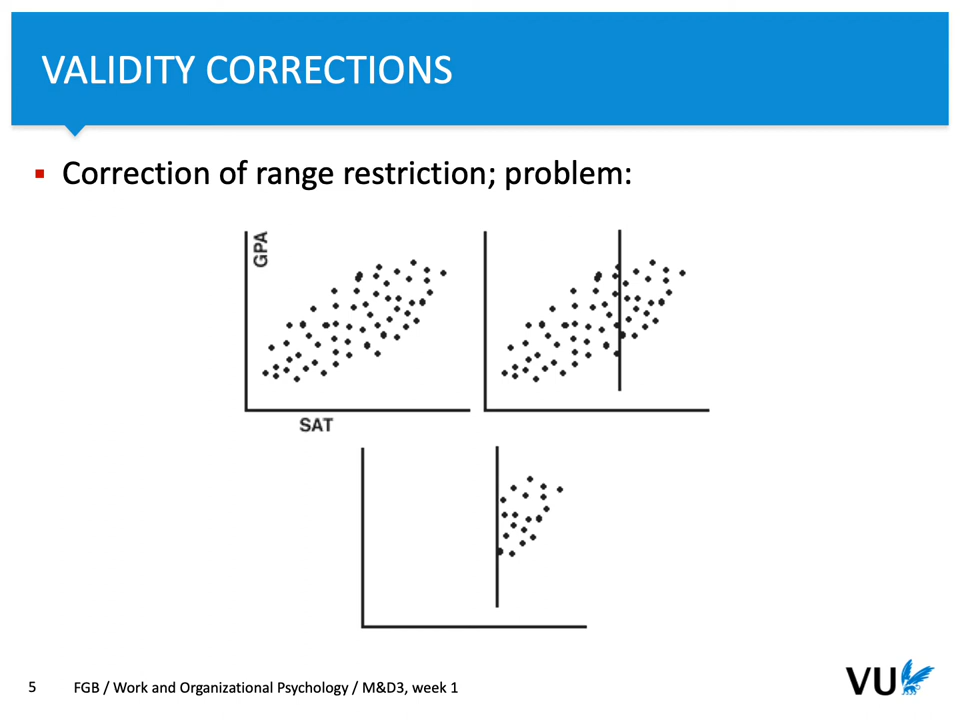 VALIDITY CORRECTIONS
▪ Correction of range restriction; problem:
GPA
SAT
5 FGB / Work and Organizational Psychology / M&D3, week 1
VU